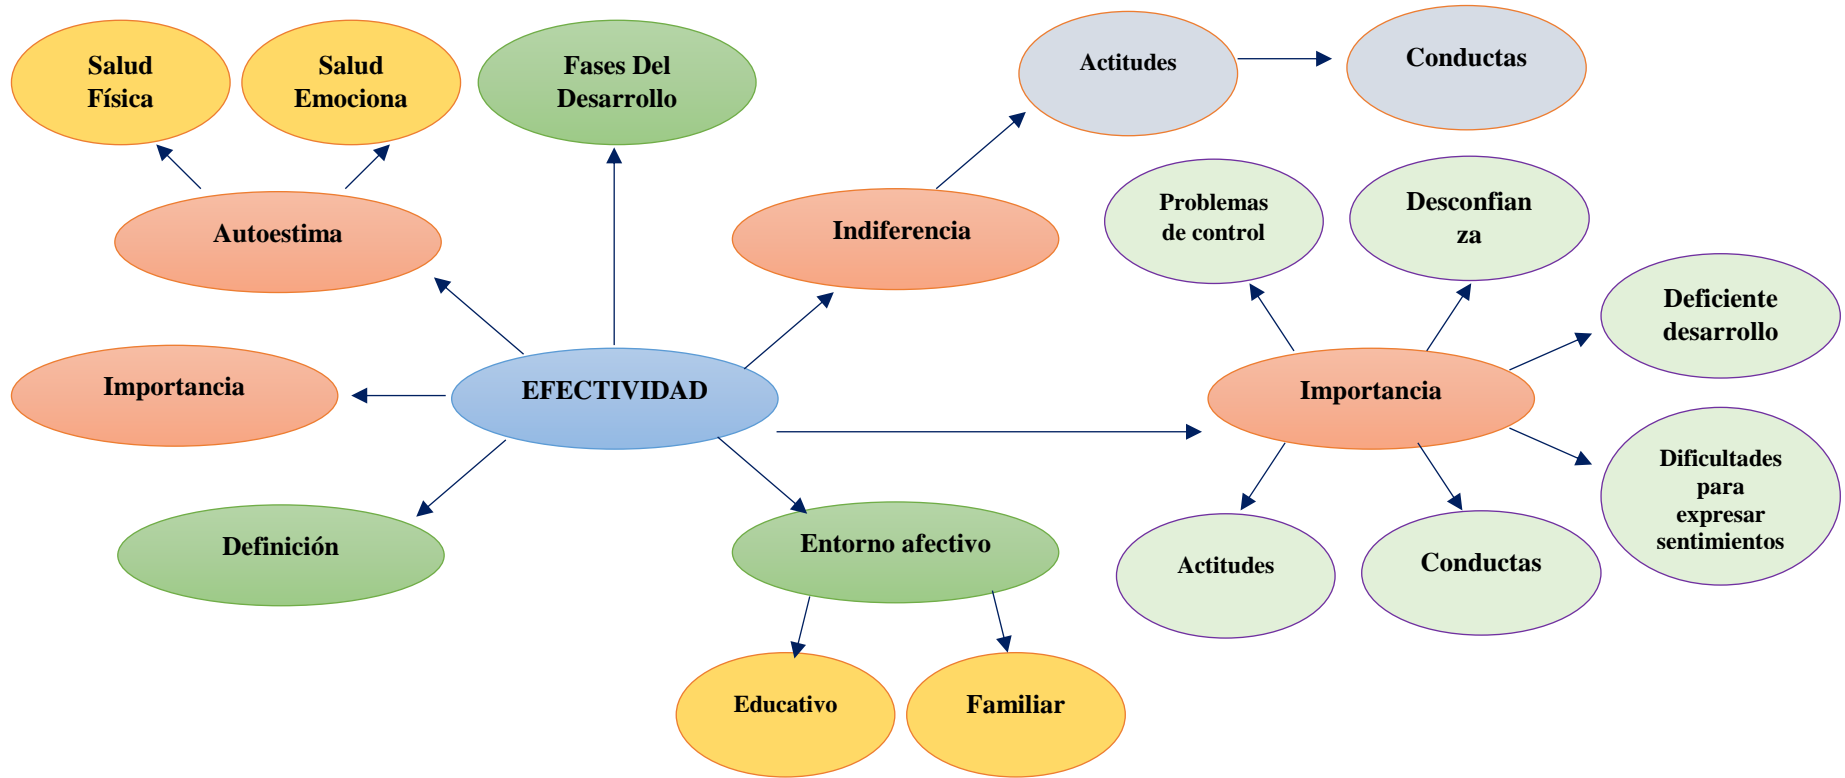 Salud
Física
Salud
Emociona
Fases Del
Desarrollo
Actitudes
Conductas
Autoestima
Indiferencia
Problemas
de control
Desconfian
za
Deficiente
desarrollo
Importancia
EFECTIVIDAD
Importancia
Dificultades
para
expresar
sentimientos
Definición
Entorno afectivo
Actitudes
Conductas
Educativo
Familiar